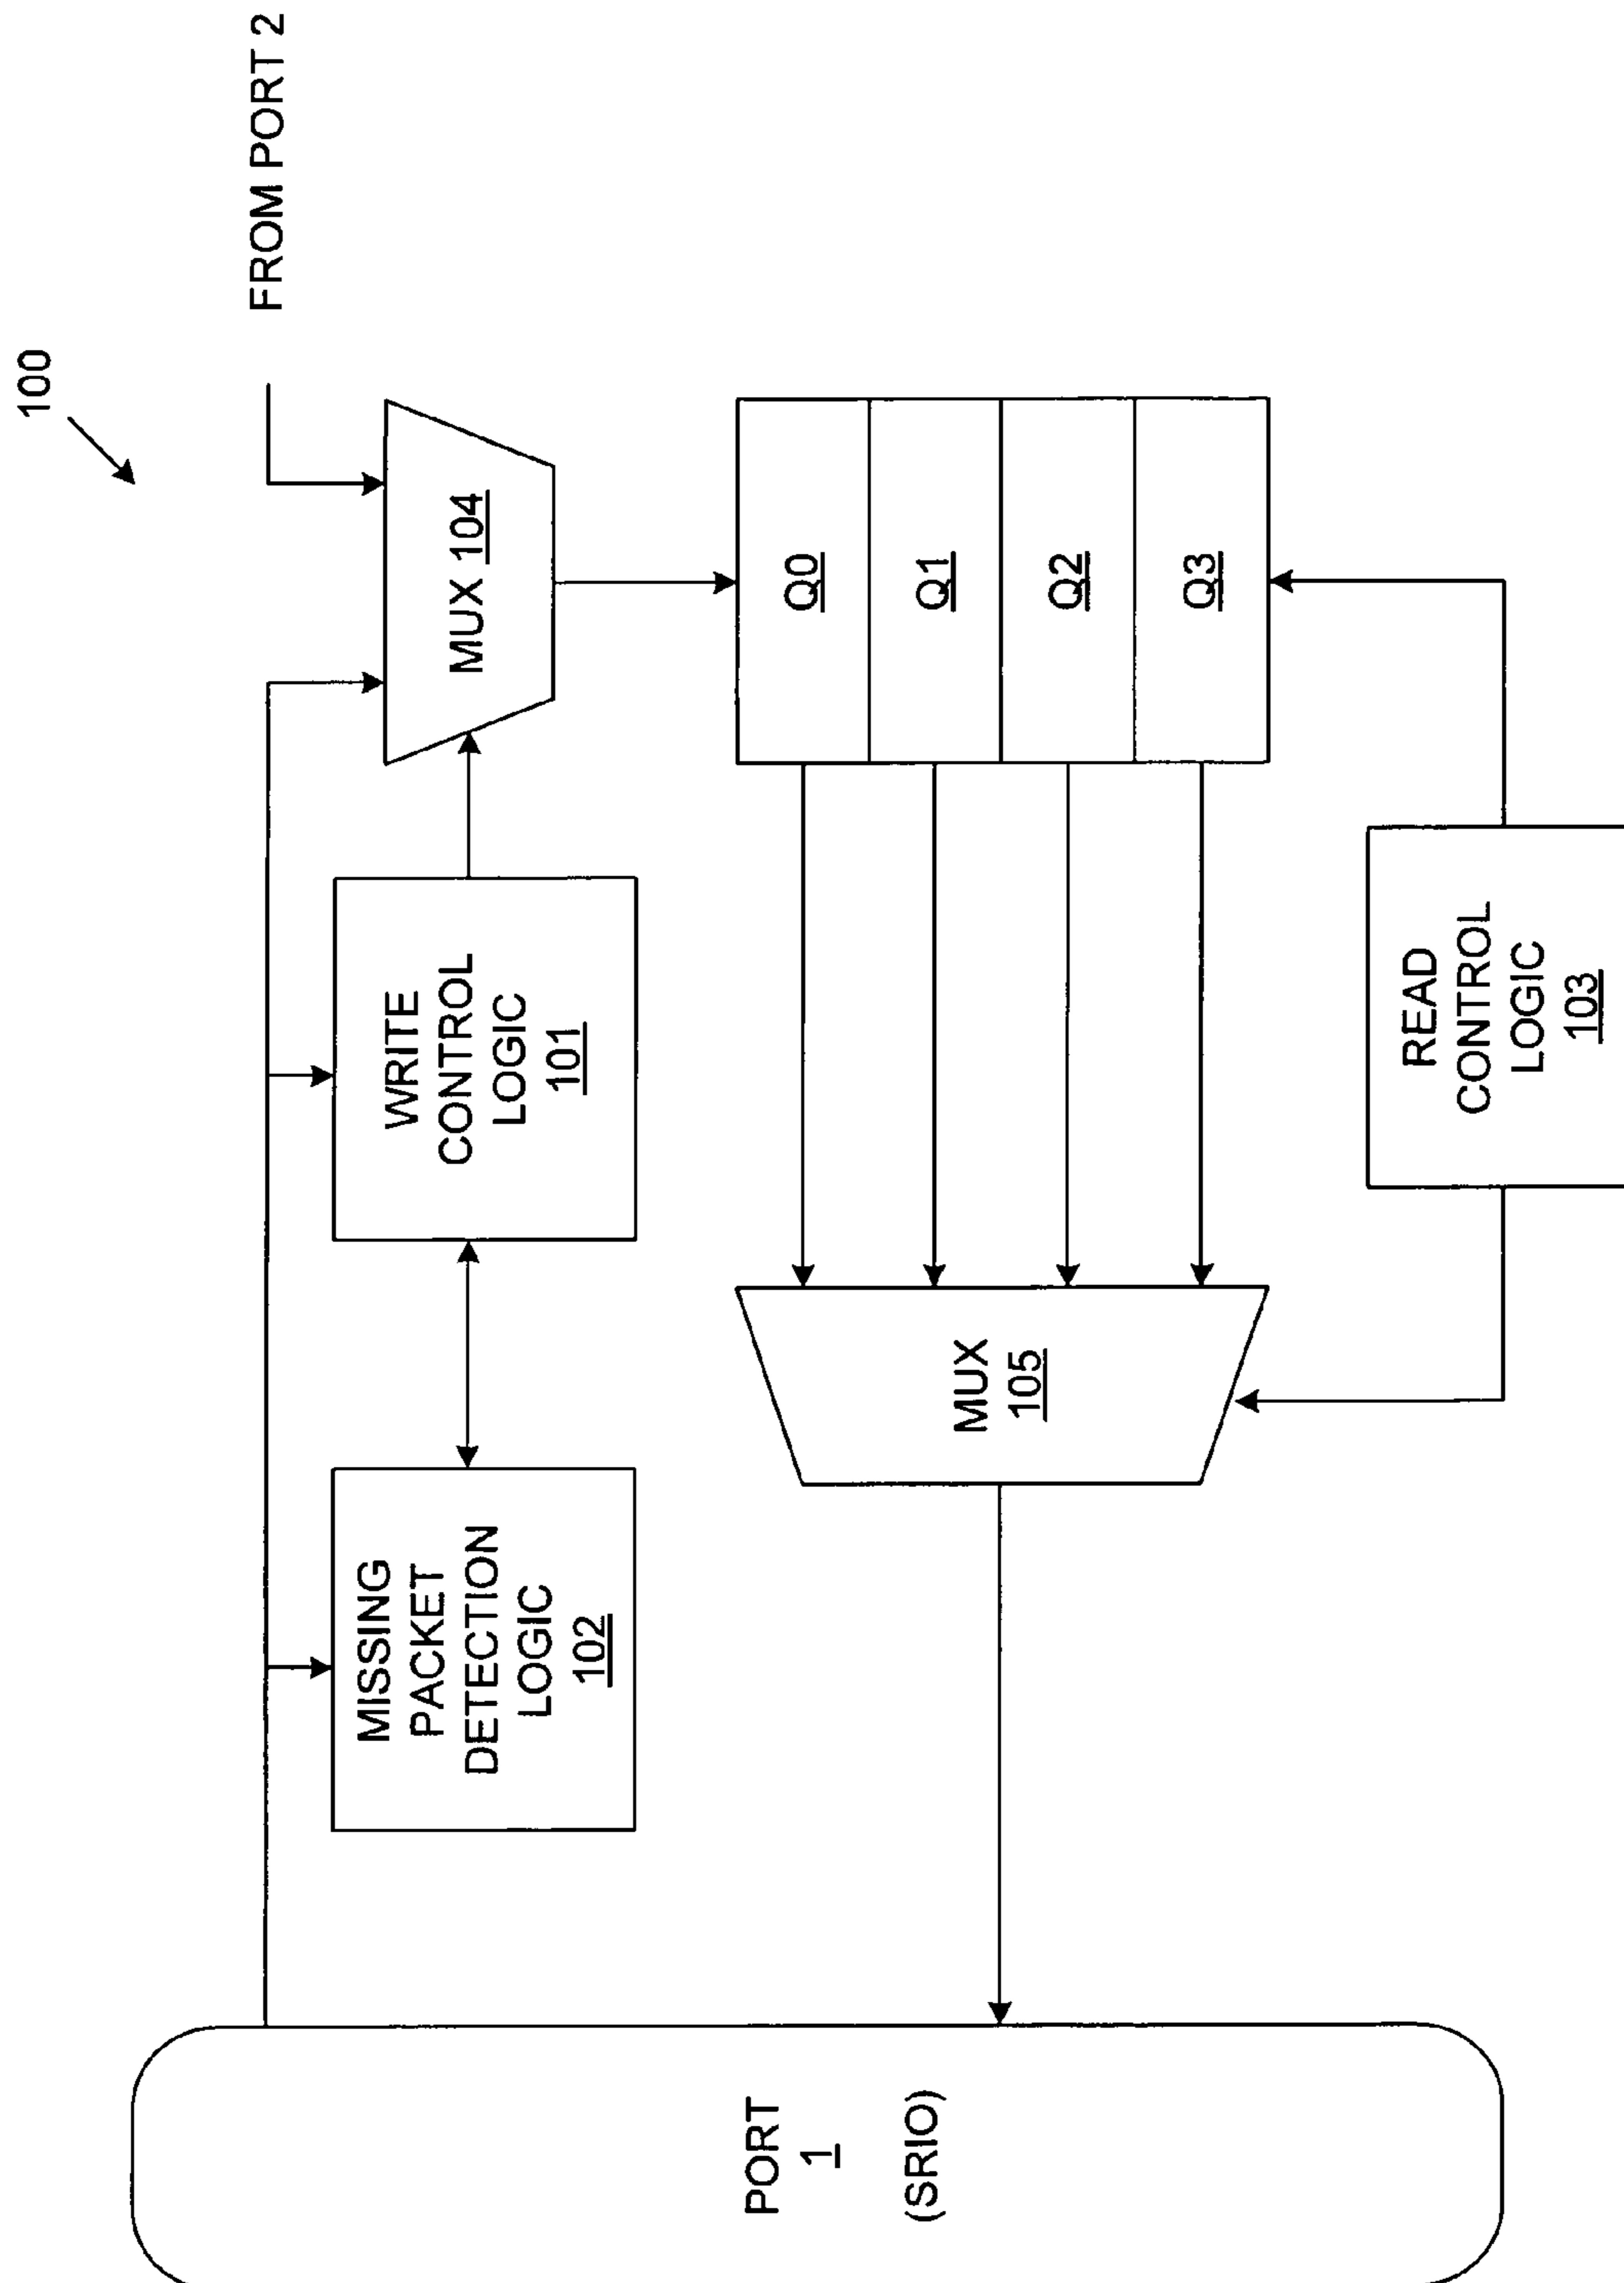 100
FROM PORT 2
MISSING
PACKET
DETECTION
LOGIC
102
WRITE
CONTROL
LOGIC
101
MUX 104
PORT
1
(SRIO)
MUX
105
Q0
Q1
Q2
Q3
READ
CONTROL
LOGIC
103